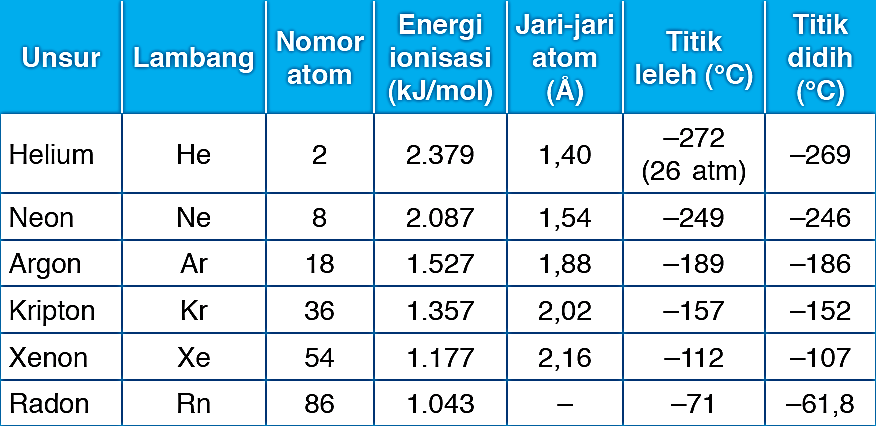 Unsur Lambang Nomor atom Energi ionisasi (kJ/mol) Jari-jari atom (Å) Titik leleh (°C) Titik didih (°C)
Helium He 2 2.379 1,40 –272 (26 atm) –269
Neon Ne 8 2.087 1,54 –249 –246
Argon Ar 18 1.527 1,88 –189 –186
Kripton Kr 36 1.357 2,02 –157 –152
Xenon Xe 54 1.177 2,16 –112 –107
Radon Rn 86 1.043 – –71 –61,8